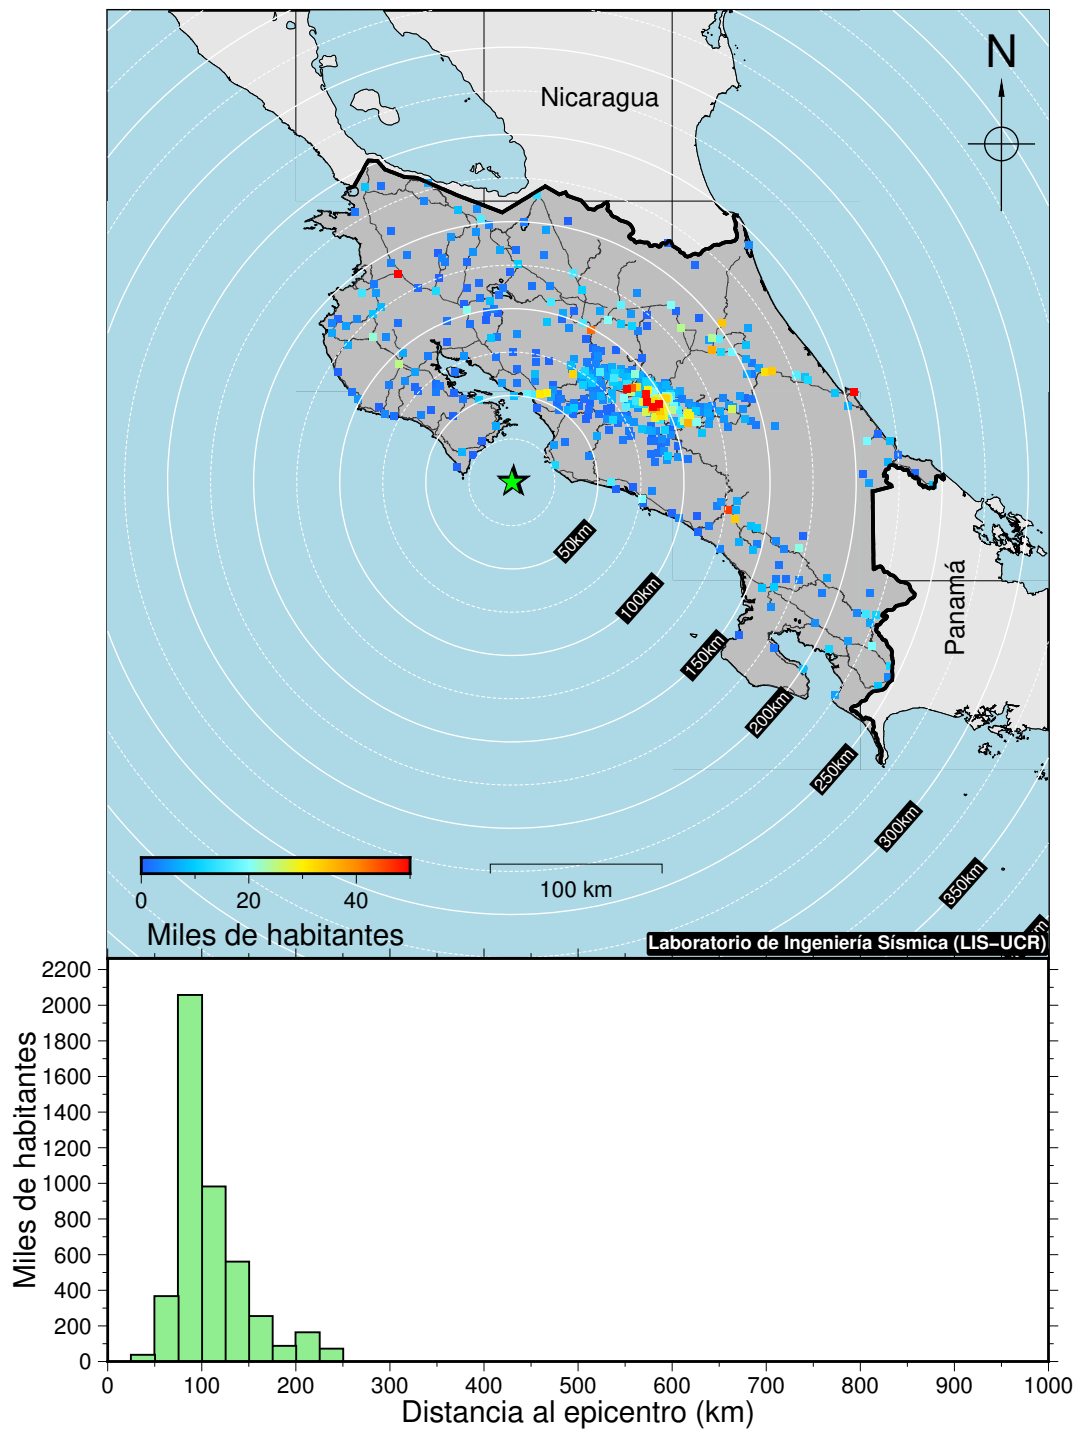 N
Nicaragua
Panamá
50km
100km
150km
200km
250km
300km
350km
0 20 40
Miles de habitantes
100 km
Laboratorio de Ingeniería Sísmica (LIS-UCR)
2200
2000
1800
1600
1400
1200
1000
800
600
400
200
0
Miles de habitantes
0 100 200 300 400 500 600 700 800 900 1000
Distancia al epicentro (km)